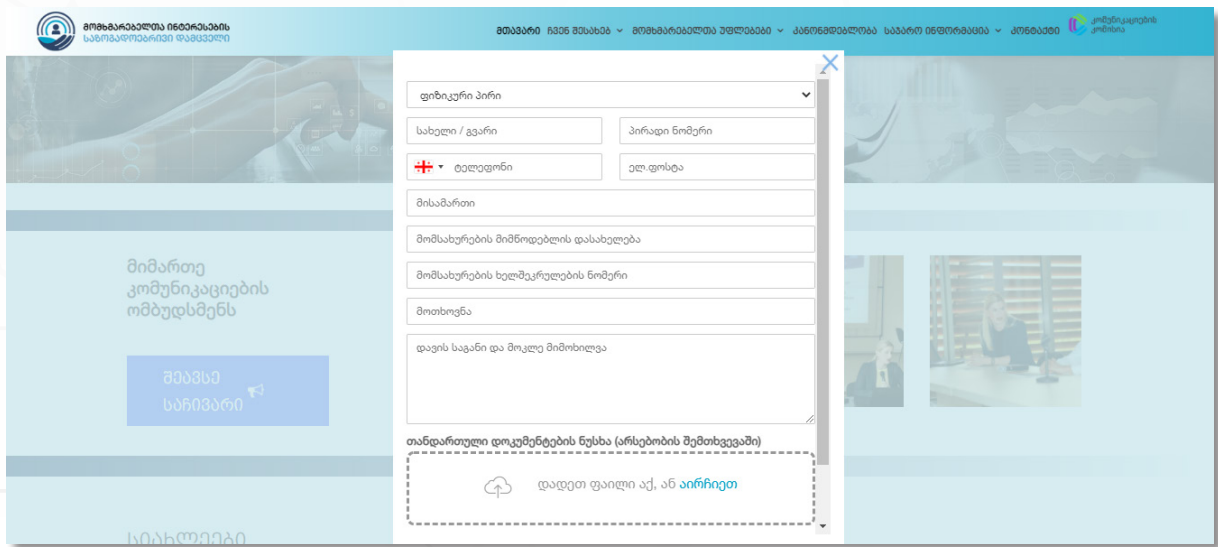 მომხმარებელთა ინტერესების
საზოგადოებრივი დამცველი
მთავარი ჩვენ შესახებ მომხმარებელთა უფლებები კანონმდებლობა საჯარო ინფორმაცია კონტაქტი
კომუნიკაციების
კომისია
ფიზიკური პირი
სახელი / გვარი პირადი ნომერი
ტელეფონი ელ.ფოსტა
მისამართი
მომსახურების მიმწოდებლის დასახელება
მომსახურების ხელშეკრულების ნომერი
მოთხოვნა
დავის საგანი და მოკლე მიმოხილვა
თანდართული დოკუმენტების ნუსხა (არსებობის შემთხვევაში)
დადეთ ფაილი აქ, ან აირჩიეთ
მიმართე
კომუნიკაციების
ომბუდსმენს
შეავსე
საჩივარი
სიახლეები